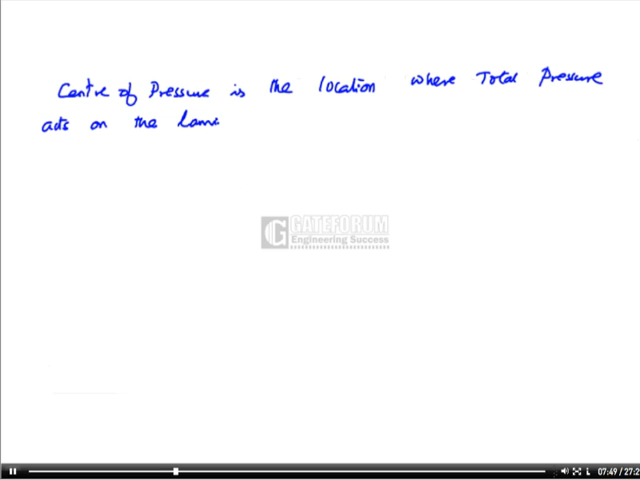 Centre of Pressure is the location where Total Pressure
acts on the lam
GATEFORUM
Engineering Success
07:49 / 27:2